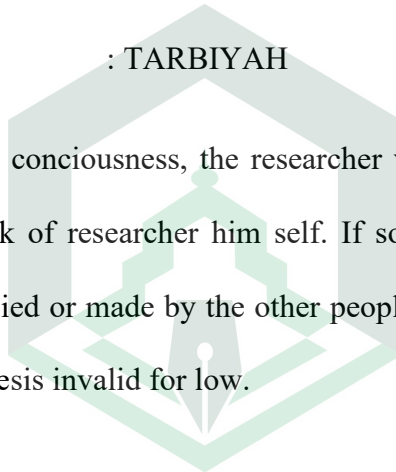 : TARBIYAH
conciousness, the researcher
k of researcher him self. If so
ied or made by the other peopl
esis invalid for low.